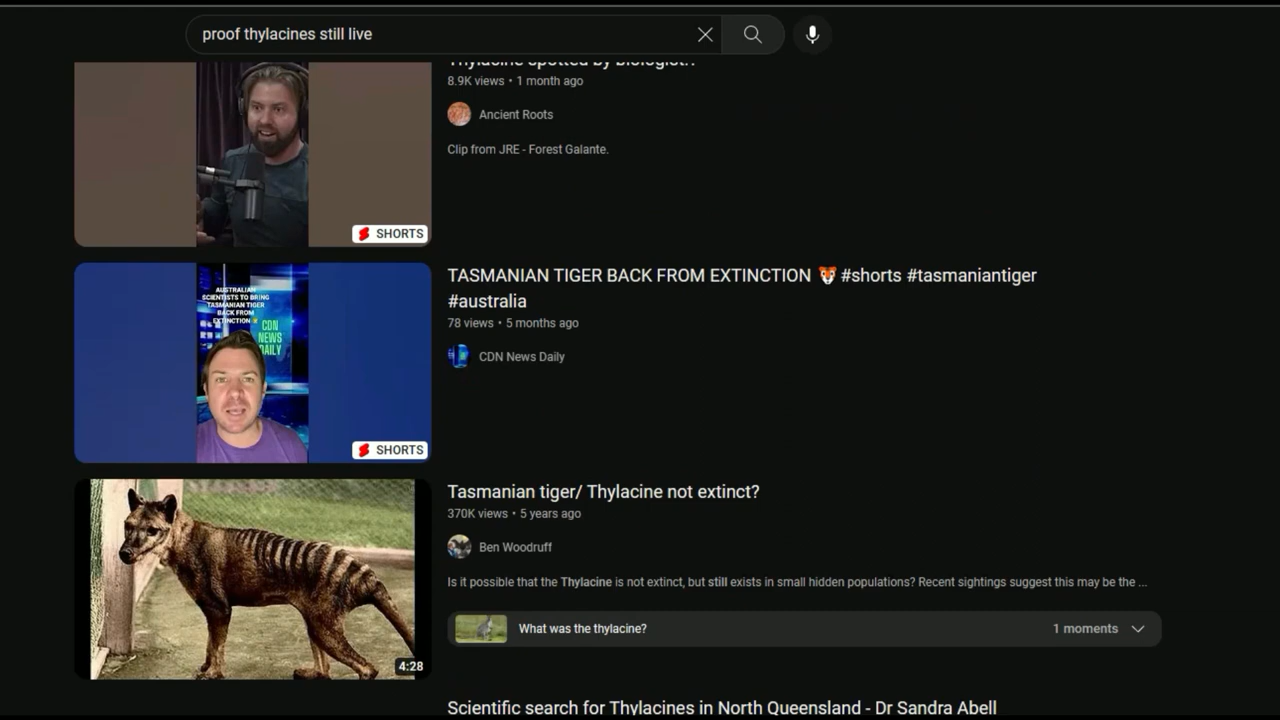 proof thylacines still live
Thylacine spotted by biologist!?
8.9K views • 1 month ago
Ancient Roots
Clip from JRE - Forest Galante.
SHORTS
AUSTRALIAN
SCIENTISTS TO BRING
TASMANIAN TIGER
BACK FROM
EXTINCTION
CDN
NEWS
DAILY
SHORTS
TASMANIAN TIGER BACK FROM EXTINCTION 🐯 #shorts #tasmaniantiger
#australia
78 views • 5 months ago
CDN News Daily
4:28
Tasmanian tiger/ Thylacine not extinct?
370K views • 5 years ago
Ben Woodruff
Is it possible that the Thylacine is not extinct, but still exists in small hidden populations? Recent sightings suggest this may be the ...
What was the thylacine?
1 moments
Scientific search for Thylacines in North Queensland - Dr Sandra Abell